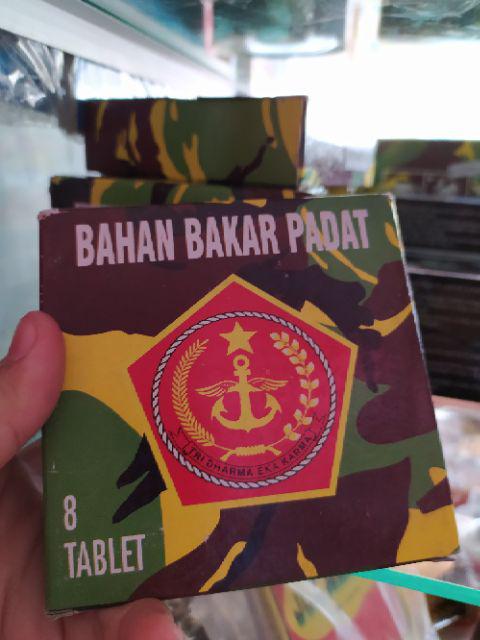 BAHAN BAKAR PADAT
TRI DHARMA EKA KARMA
8
TABLET